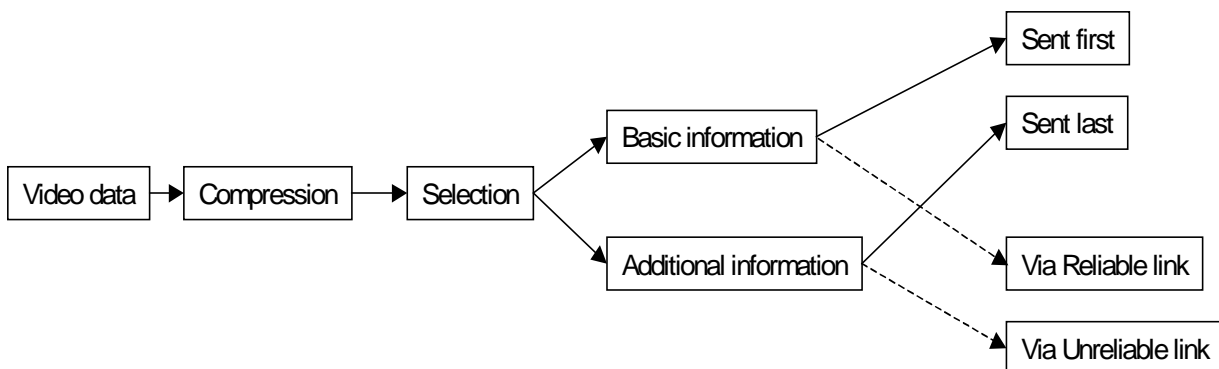 Video data
Compression
Selection
Basic information
Additional information
Sent first
Sent last
Via Reliable link
Via Unreliable link